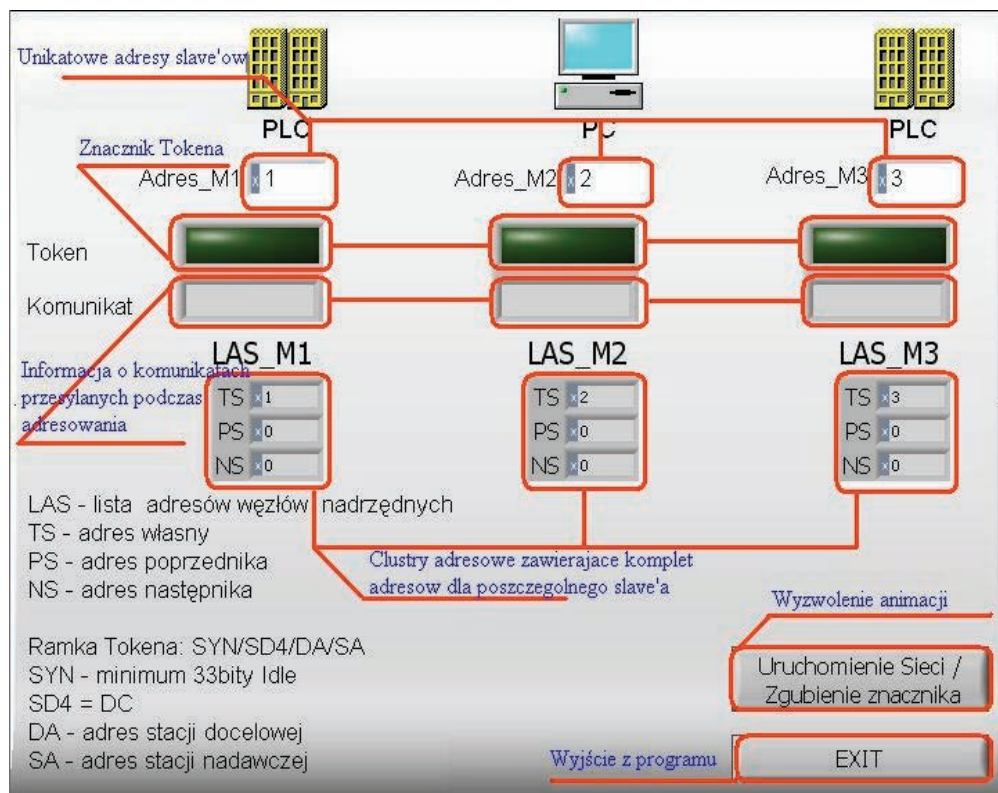 Unikatowe adresy slave'ow
PLC
PC
PLC
Znacznik Tokena
Adres_M1 x 1
Adres_M2 x 2
Adres_M3 x 3
Token
Komunikat
LAS_M1
LAS_M2
LAS_M3
Informacja o komunikatach
przesylanych podczas
adresowania
TS x 1
PS x 0
NS x 0
TS x 2
PS x 0
NS x 0
TS x 3
PS x 0
NS x 0
LAS - lista adresów węzłów nadrzędnych
TS - adres własny
PS - adres poprzednika
NS - adres następnika
Clustry adresowe zawierajace komplet
adresow dla poszczegolnego slave'a
Wyzwolenie animacji
Ramka Tokena: SYN/SD4/DA/SA
SYN - minimum 33bity Idle
SD4 = DC
DA - adres stacji docelowej
SA - adres stacji nadawczej
Uruchomienie Sieci /
Zgubienie znacznika
Wyjście z programu
EXIT